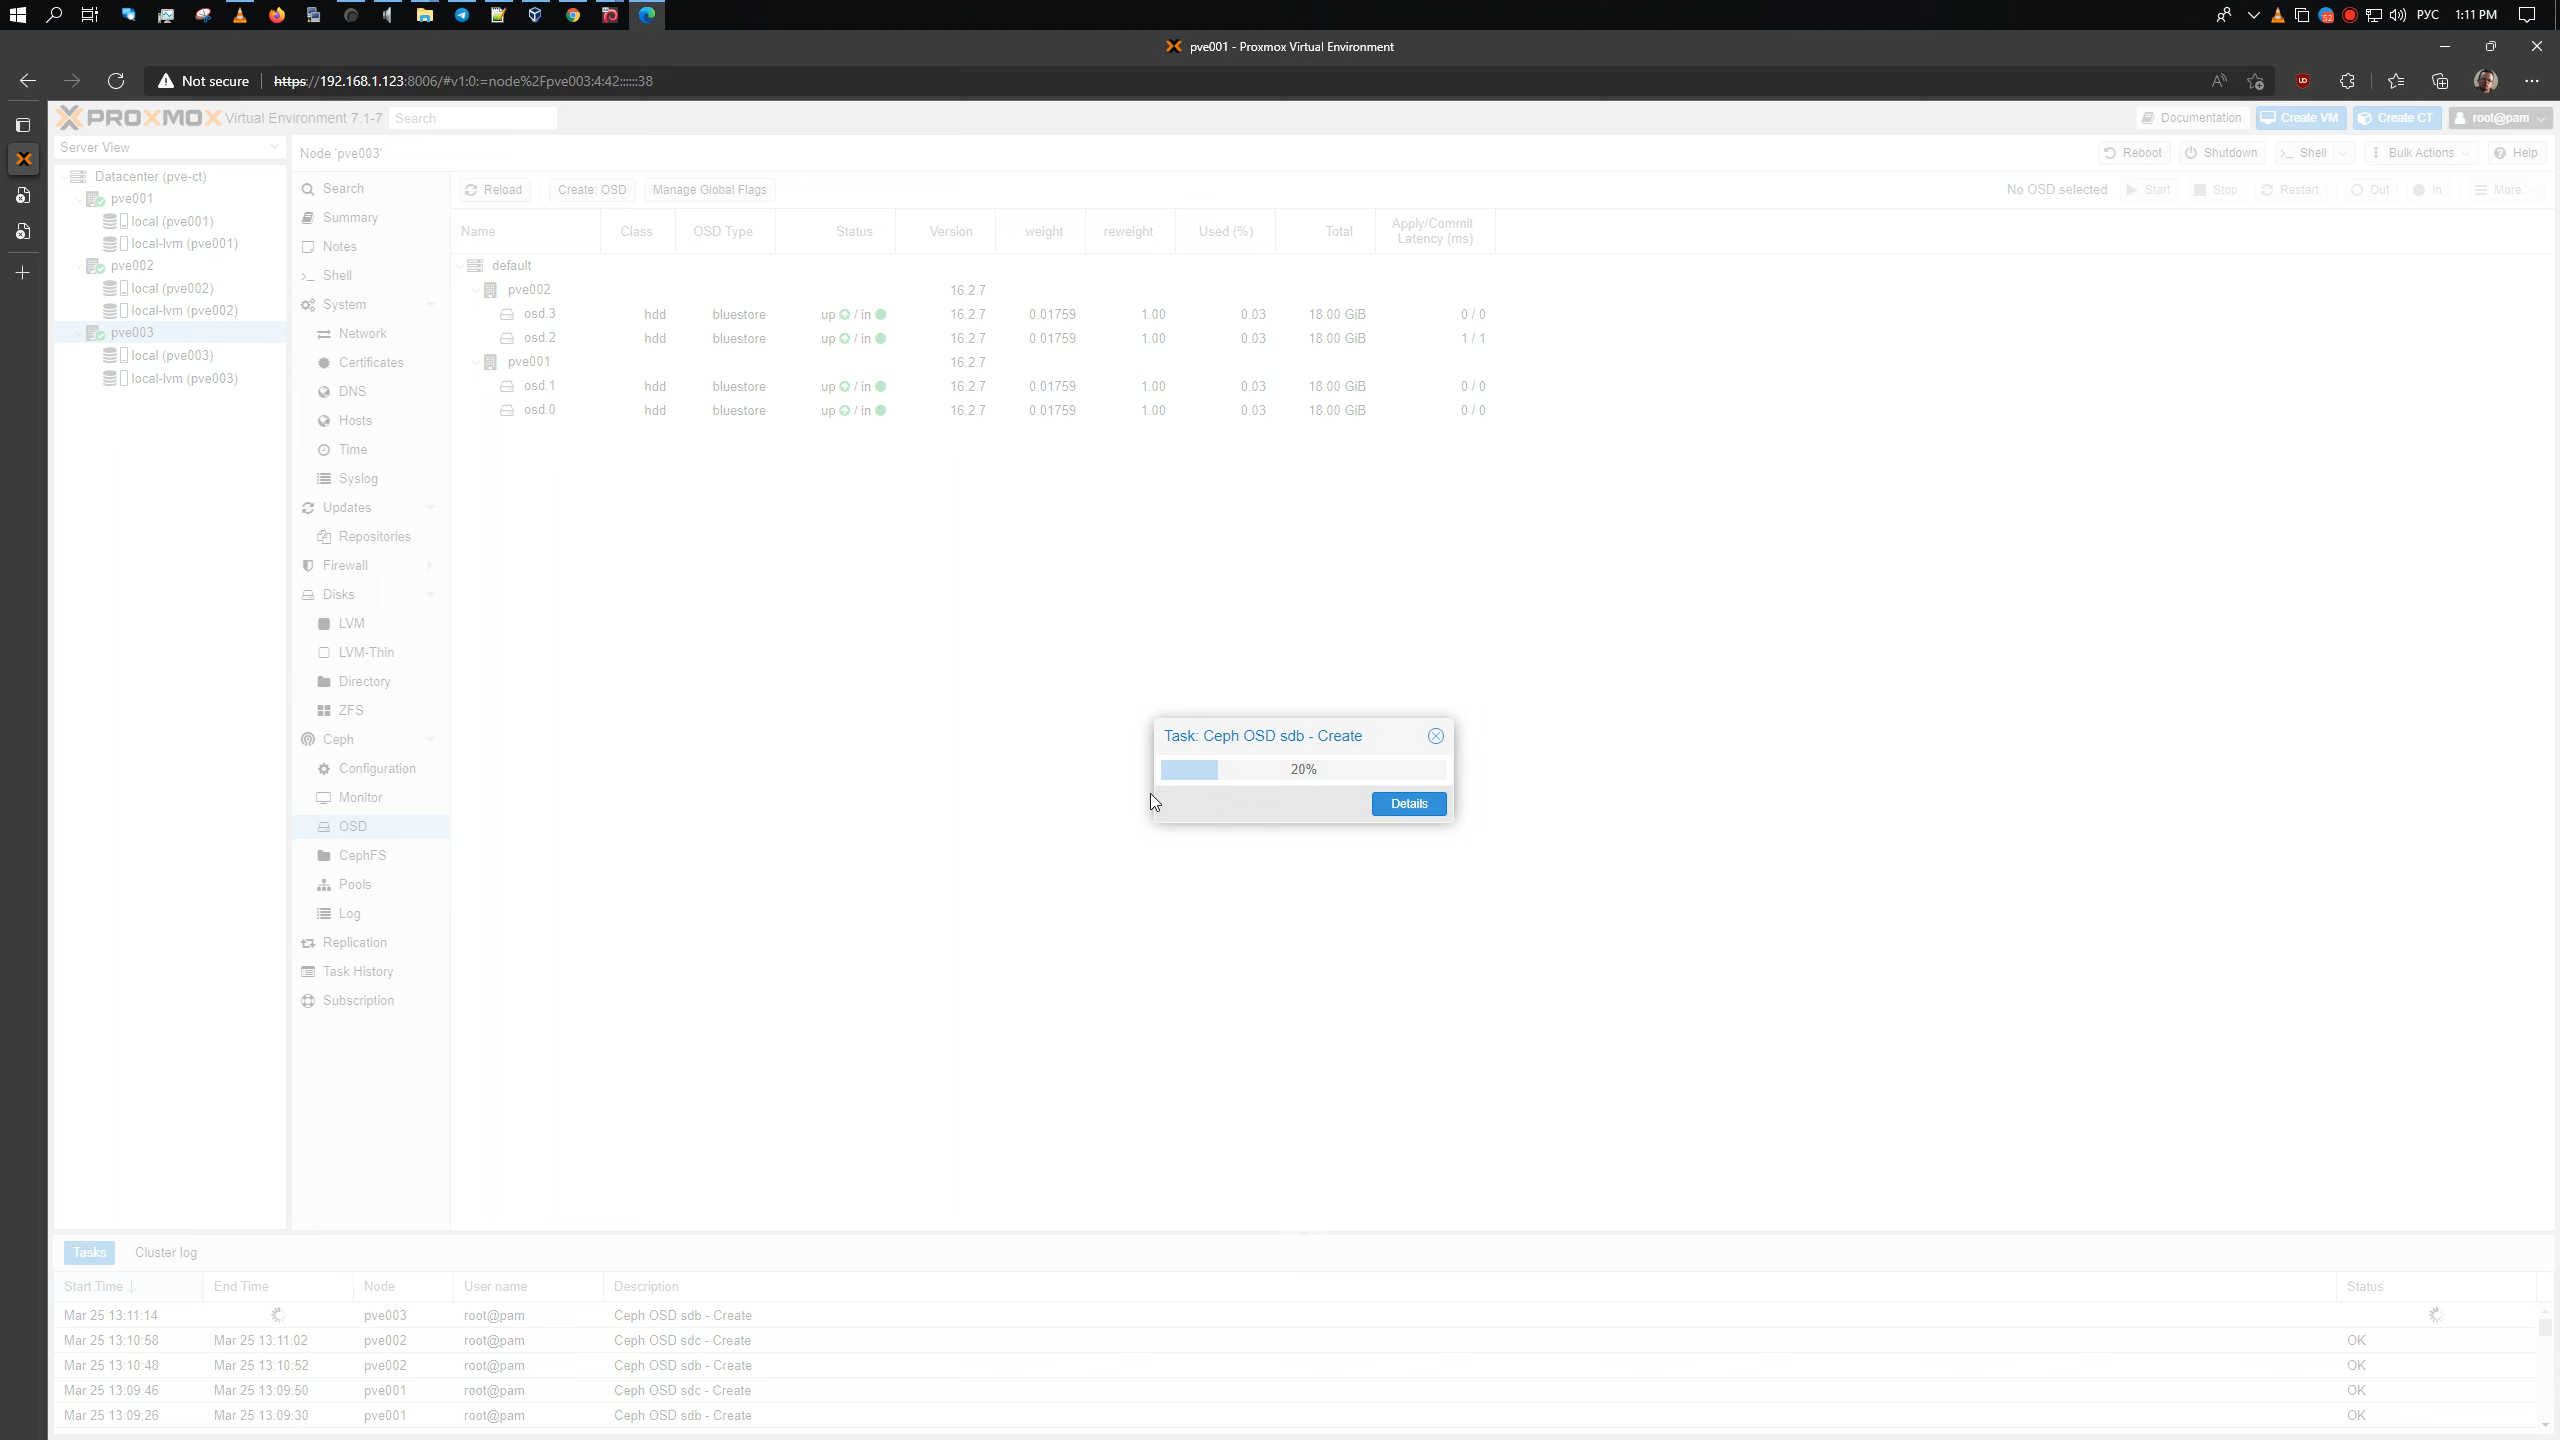 РУС 1:11 PM
pve001 - Proxmox Virtual Environment
Not secure https://192.168.1.123:8006/#v1:0:=node%2Fpve003:4:42::::::38
PROXMOX Virtual Environment 7.1-7 Search Documentation Create VM Create CT root@pam
Server View
Node 'pve003' Reboot Shutdown Shell Bulk Actions Help
Datacenter (pve-ct)
pve001
local (pve001)
local-lvm (pve001)
pve002
local (pve002)
local-lvm (pve002)
pve003
local (pve003)
local-lvm (pve003)
Search
Summary
Notes
Shell
System
Network
Certificates
DNS
Hosts
Time
Syslog
Updates
Repositories
Firewall
Disks
LVM
LVM-Thin
Directory
ZFS
Ceph
Configuration
Monitor
OSD
CephFS
Pools
Log
Replication
Task History
Subscription
Reload Create: OSD Manage Global Flags No OSD selected Start Stop Restart Out In More
Name Class OSD Type Status Version weight reweight Used (%) Total Apply/Commit
Latency (ms)
default
pve002 16.2.7
osd.3 hdd bluestore up / in 16.2.7 0.01759 1.00 0.03 18.00 GiB 0 / 0
osd.2 hdd bluestore up / in 16.2.7 0.01759 1.00 0.03 18.00 GiB 1 / 1
pve001 16.2.7
osd.1 hdd bluestore up / in 16.2.7 0.01759 1.00 0.03 18.00 GiB 0 / 0
osd.0 hdd bluestore up / in 16.2.7 0.01759 1.00 0.03 18.00 GiB 0 / 0
Task: Ceph OSD sdb - Create
20%
Details
Tasks Cluster log
Start Time End Time Node User name Description Status
Mar 25 13:11:14 pve003 root@pam Ceph OSD sdb - Create
Mar 25 13:10:58 Mar 25 13:11:02 pve002 root@pam Ceph OSD sdc - Create OK
Mar 25 13:10:48 Mar 25 13:10:52 pve002 root@pam Ceph OSD sdb - Create OK
Mar 25 13:09:46 Mar 25 13:09:50 pve001 root@pam Ceph OSD sdc - Create OK
Mar 25 13:09:26 Mar 25 13:09:30 pve001 root@pam Ceph OSD sdb - Create OK